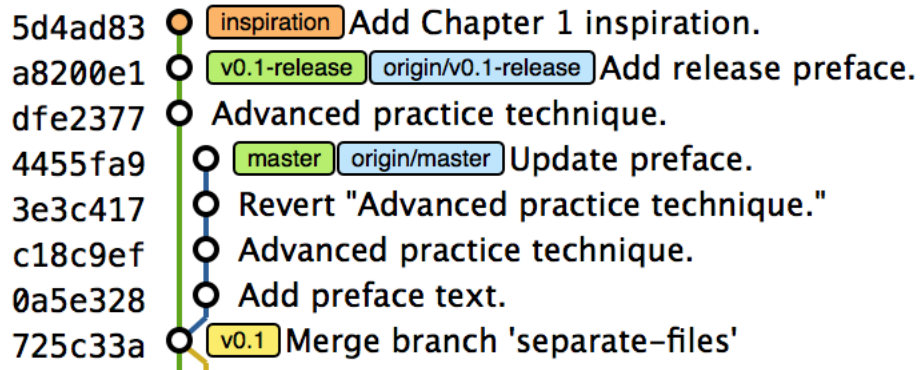 5d4ad83 inspiration Add Chapter 1 inspiration.
a8200e1 v0.1-release origin/v0.1-release Add release preface.
dfe2377 Advanced practice technique.
4455fa9 master origin/master Update preface.
3e3c417 Revert "Advanced practice technique."
c18c9ef Advanced practice technique.
0a5e328 Add preface text.
725c33a v0.1 Merge branch 'separate-files'